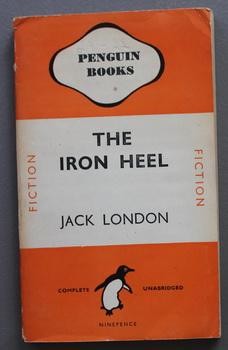 PENGUIN
BOOKS
THE
IRON HEEL
FICTION
FICTION
JACK LONDON
COMPLETE UNABRIDGED
NINEPENCE